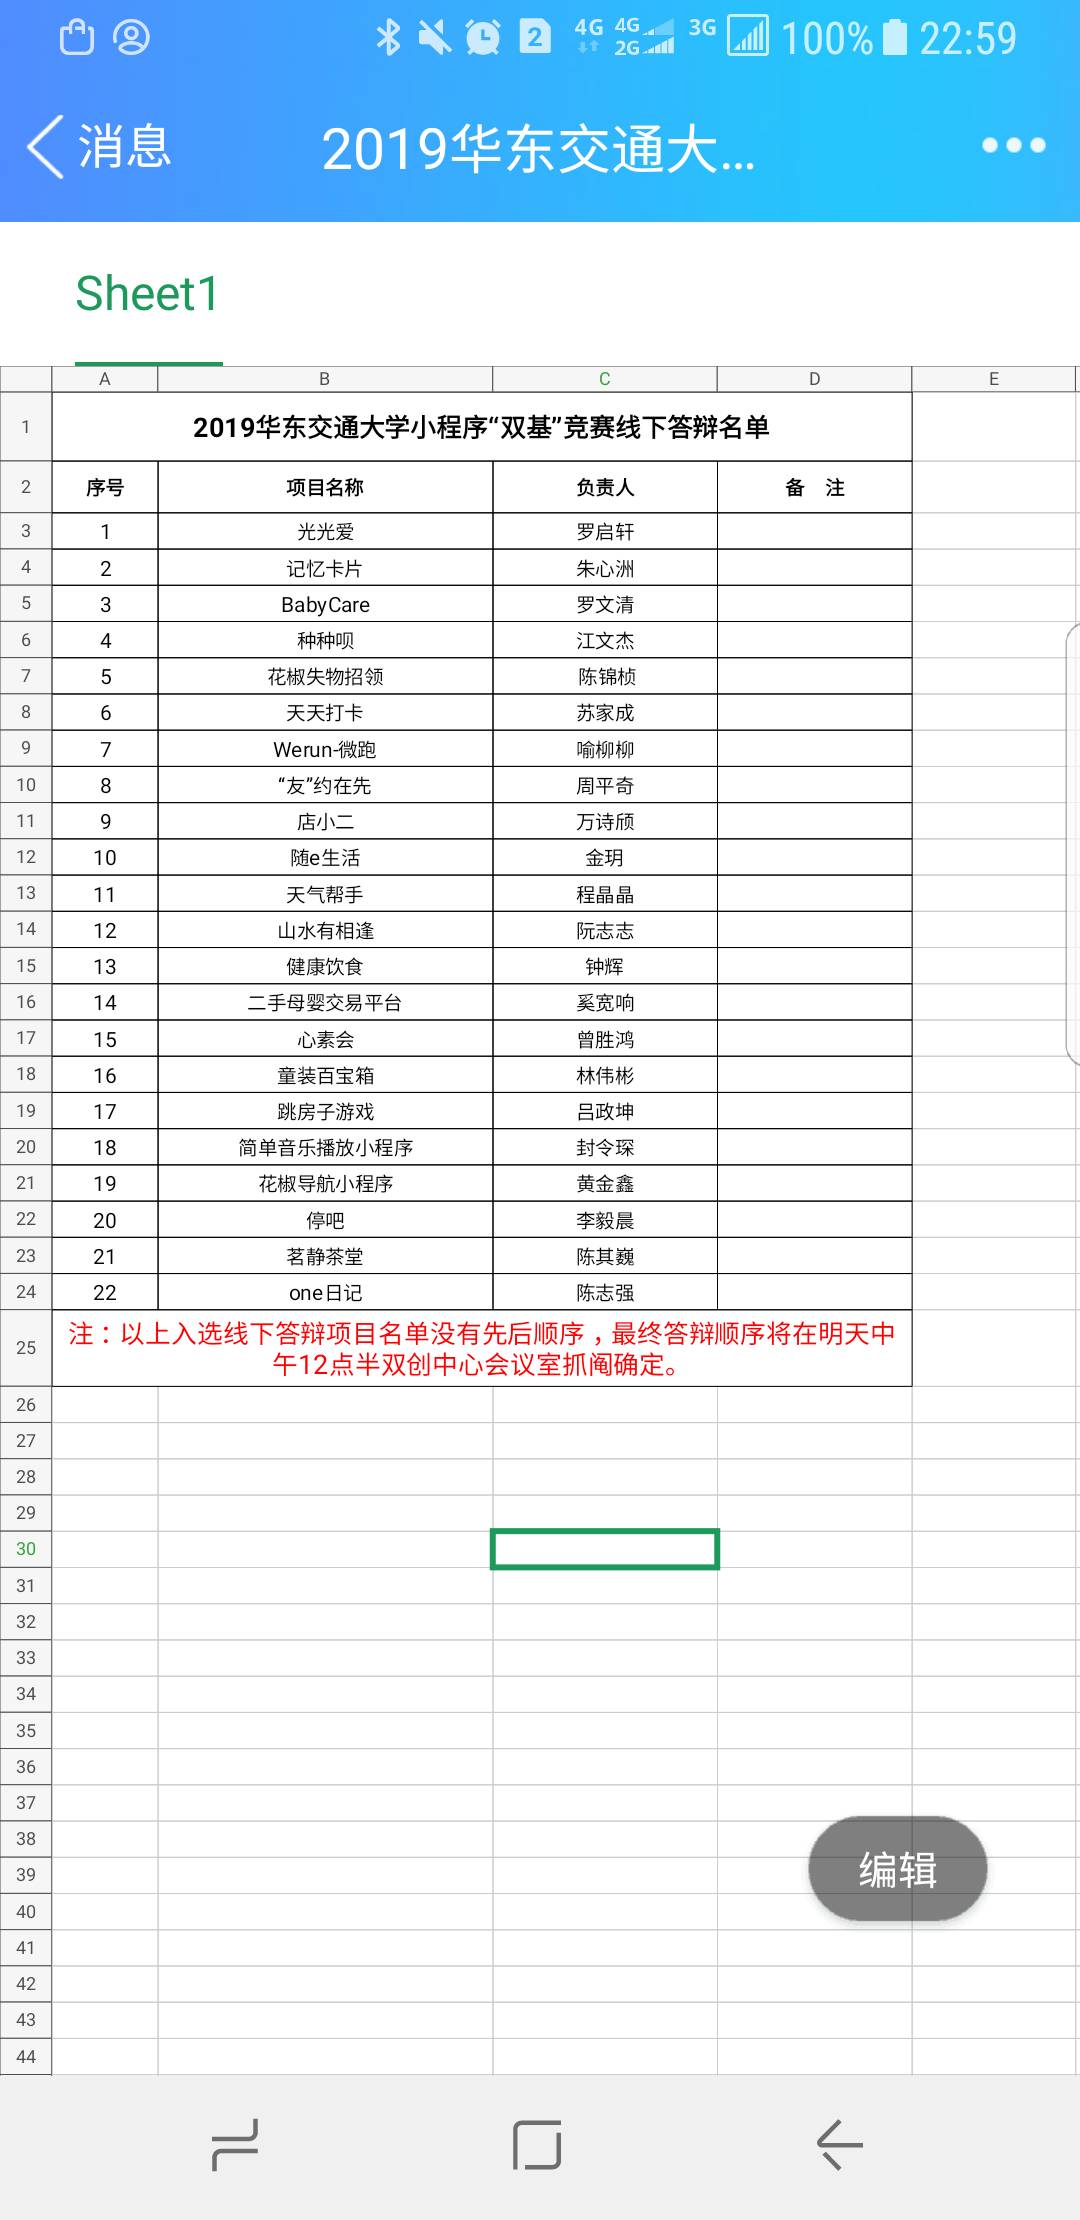 2 4G 4G 2G 3G 100% 22:59
消息 2019华东交通大...
Sheet1
A B C D E
1 2019华东交通大学小程序“双基”竞赛线下答辩名单
2 序号 项目名称 负责人 备 注
3 1 光光爱 罗启轩
4 2 记忆卡片 朱心洲
5 3 BabyCare 罗文清
6 4 种种呗 江文杰
7 5 花椒失物招领 陈锦桢
8 6 天天打卡 苏家成
9 7 Werun-微跑 喻柳柳
10 8 “友”约在先 周平奇
11 9 店小二 万诗颀
12 10 随e生活 金玥
13 11 天气帮手 程晶晶
14 12 山水有相逢 阮志志
15 13 健康饮食 钟辉
16 14 二手母婴交易平台 奚宽响
17 15 心素会 曾胜鸿
18 16 童装百宝箱 林伟彬
19 17 跳房子游戏 吕政坤
20 18 简单音乐播放小程序 封令琛
21 19 花椒导航小程序 黄金鑫
22 20 停吧 李毅晨
23 21 茗静茶堂 陈其巍
24 22 one日记 陈志强
25 注：以上入选线下答辩项目名单没有先后顺序，最终答辩顺序将在明天中
午12点半双创中心会议室抓阄确定。
26
27
28
29
30
31
32
33
34
35
36
37
38
编辑
39
40
41
42
43
44